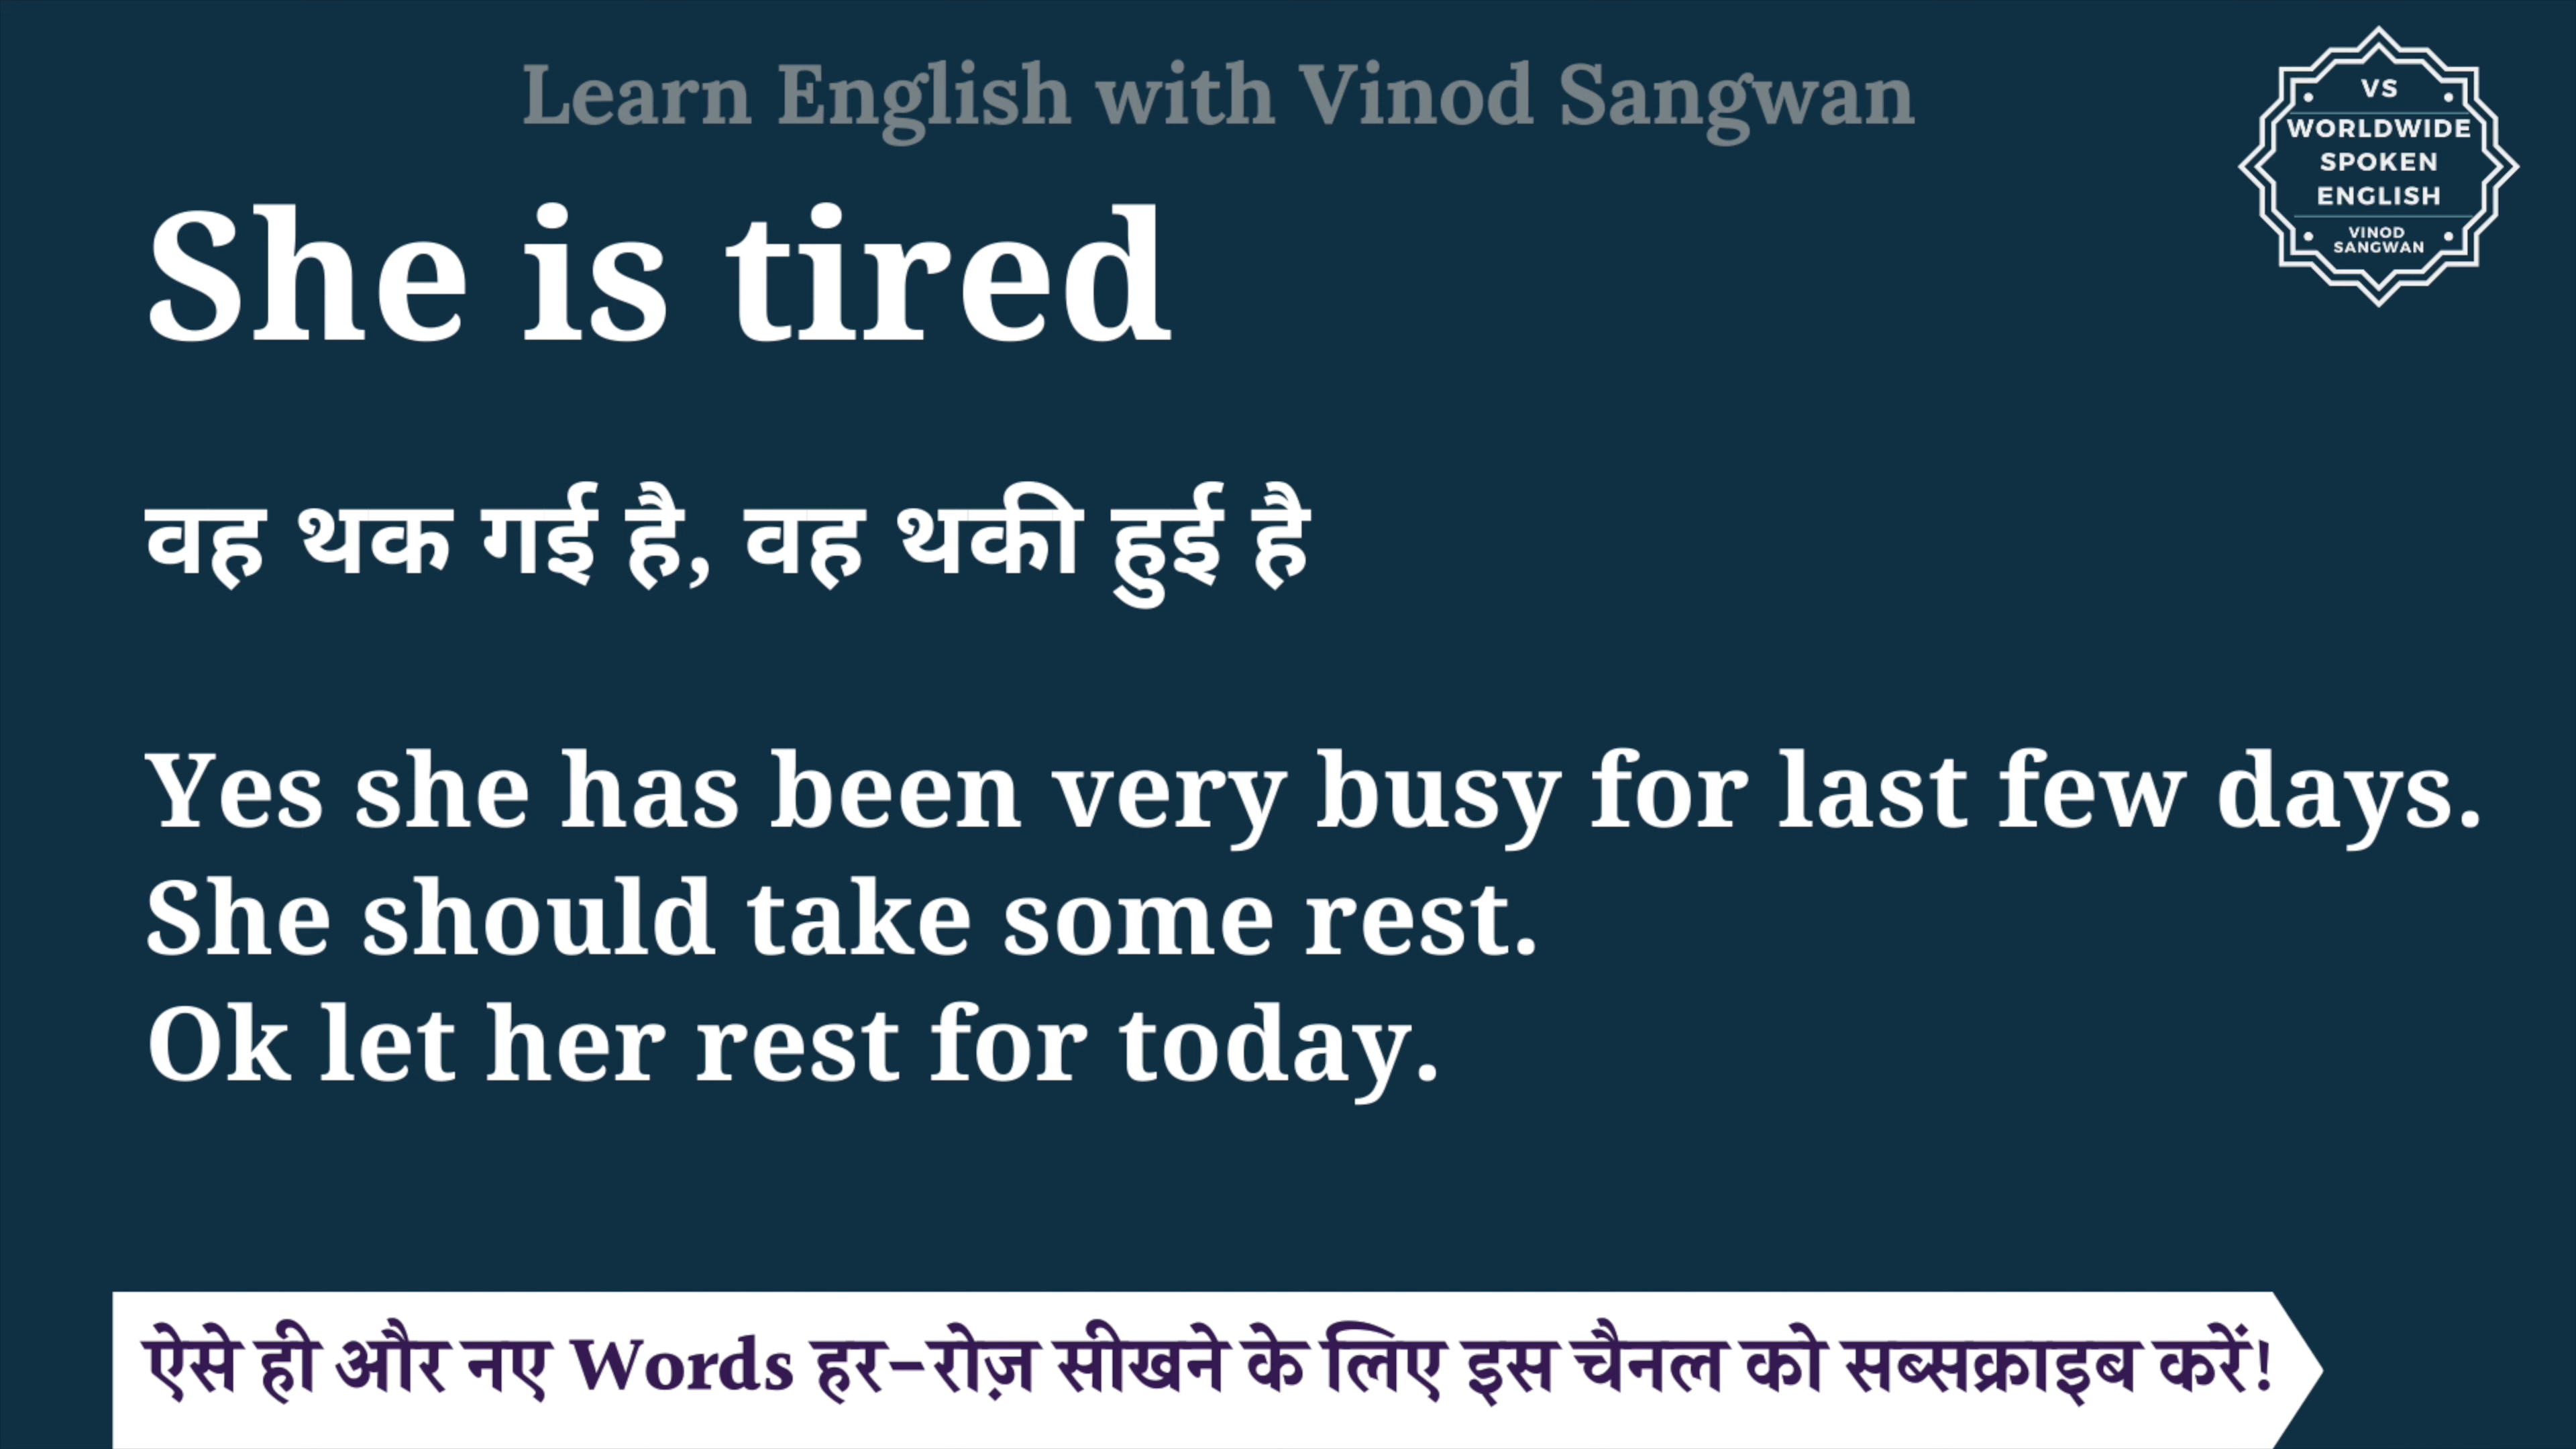 Learn English with Vinod Sangwan
VS
WORLDWIDE
SPOKEN
ENGLISH
VINOD
SANGWAN
She is tired
वह थक गई है, वह थकी हुई है
Yes she has been very busy for last few days.
She should take some rest.
Ok let her rest for today.
ऐसे ही और नए Words हर-रोज़ सीखने के लिए इस चैनल को सब्सक्राइब करें!